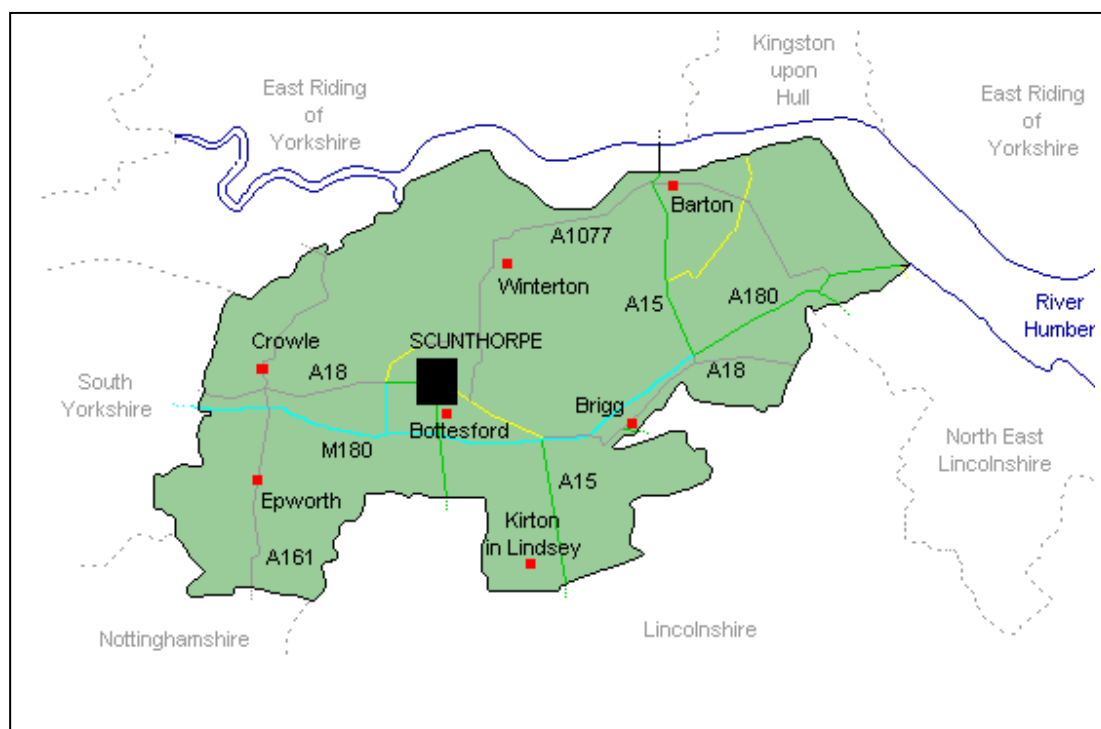 Kingston
upon
Hull
East Riding
of
Yorkshire
East Riding
of
Yorkshire
Barton
A1077
Winterton
A15
A180
River
Humber
Crowle
SCUNTHORPE
A18
A18
South
Yorkshire
Brigg
Bottesford
M180
North East
Lincolnshire
A15
Epworth
Kirton
in Lindsey
A161
Nottinghamshire
Lincolnshire